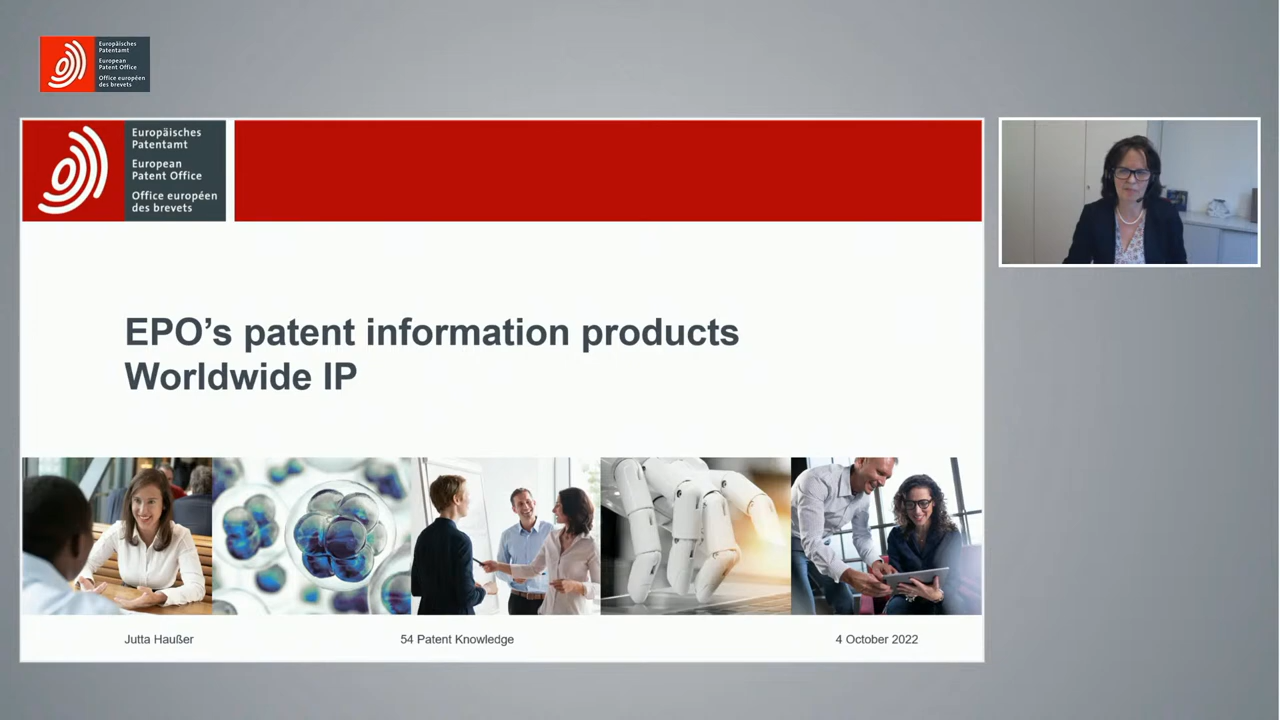 Europäisches
Patentamt
European
Patent Office
Office européen
des brevets
Europäisches
Patentamt
European
Patent Office
Office européen
des brevets
EPO’s patent information products
Worldwide IP
Jutta Haußer
54 Patent Knowledge
4 October 2022